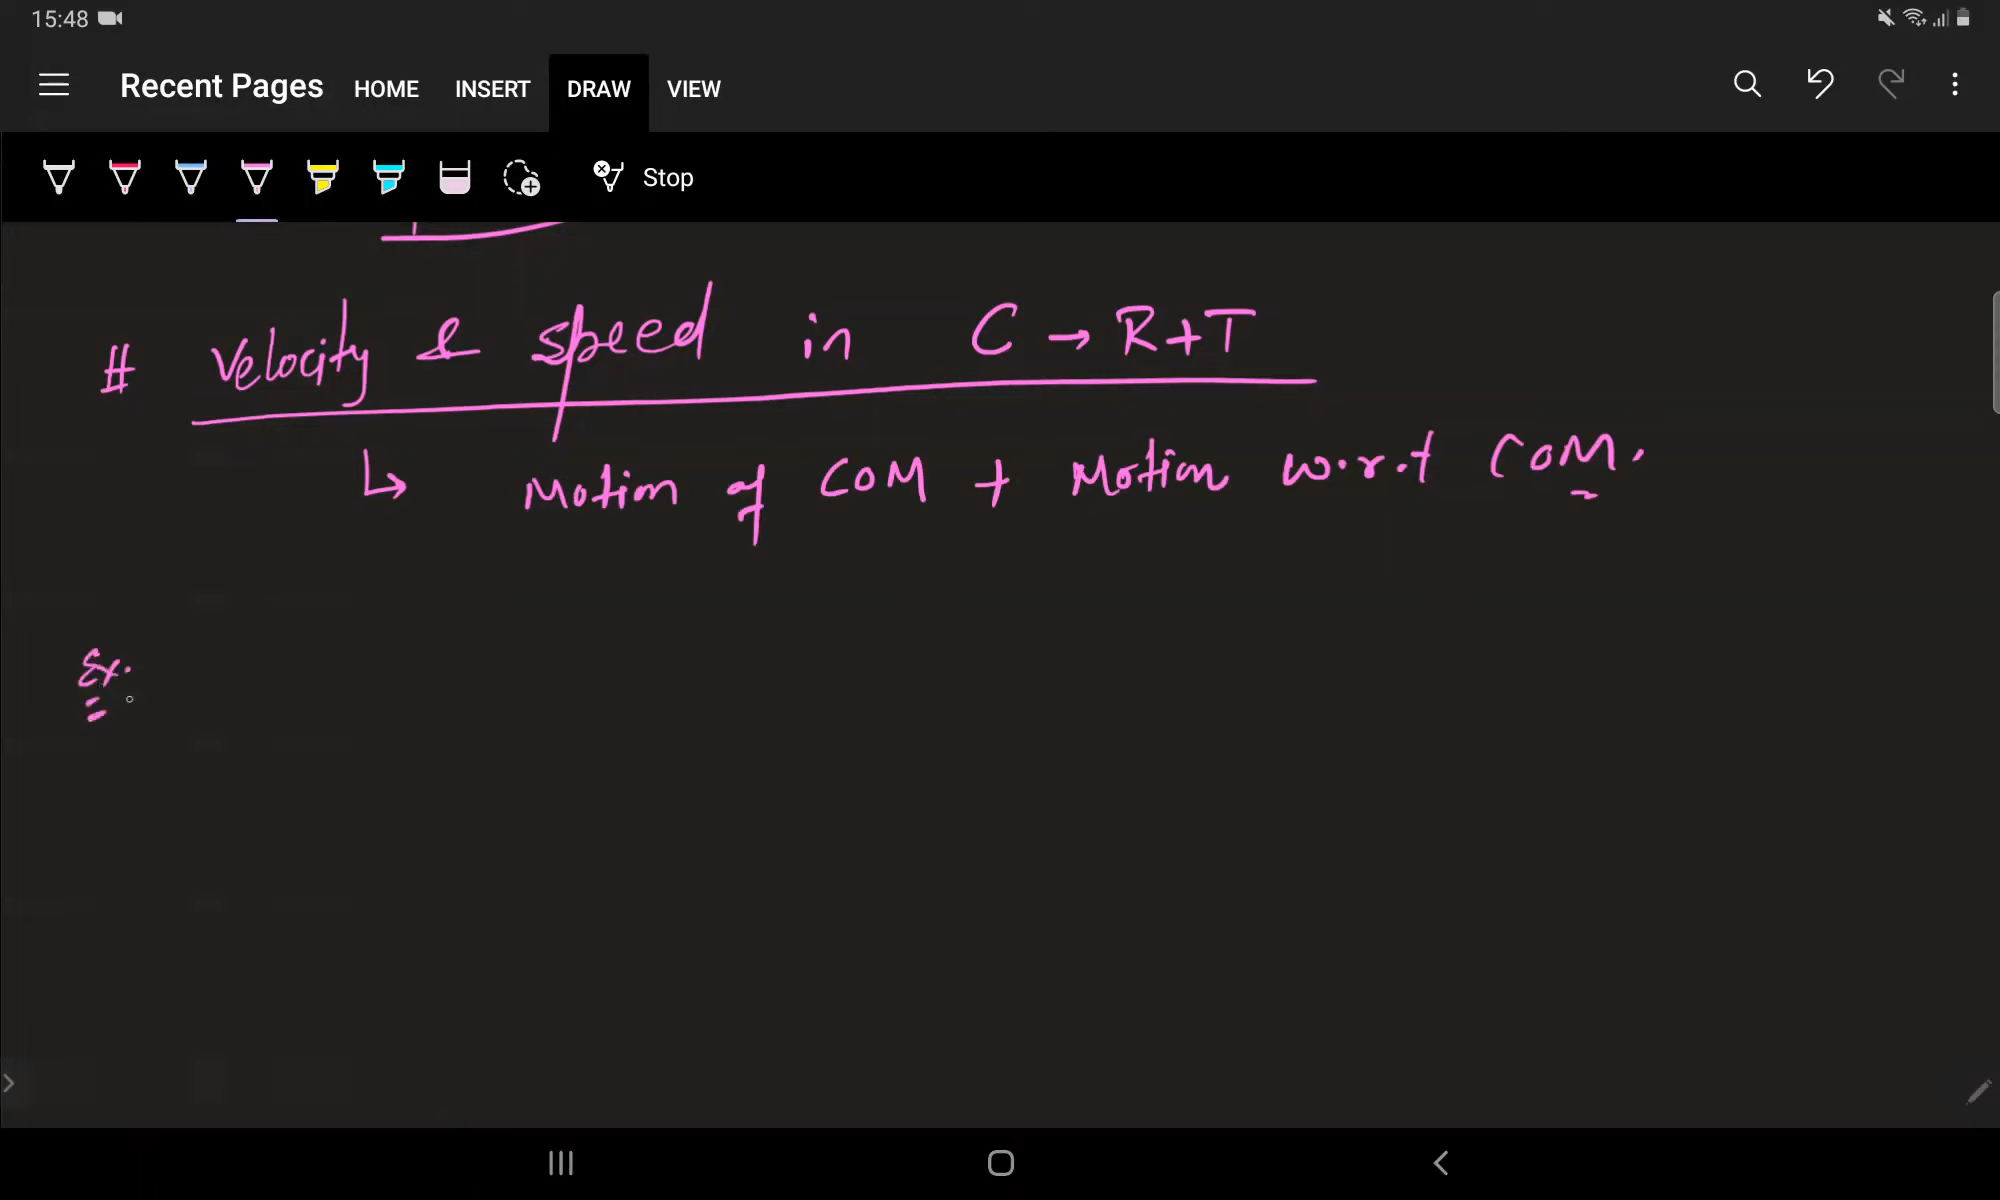 15:48
Recent Pages HOME INSERT DRAW VIEW
Stop
# Velocity & speed in C → R+T
↳ Motion of COM + Motion w.r.t COM.
Ex.